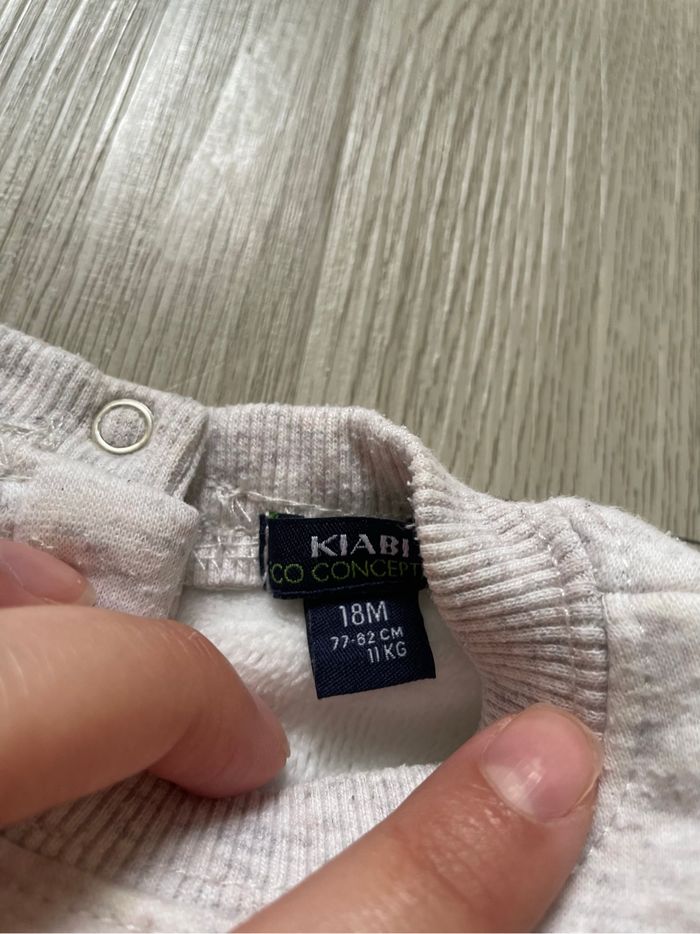 KIABI
CO CONCEPT
18M
77-82 CM
11 KG